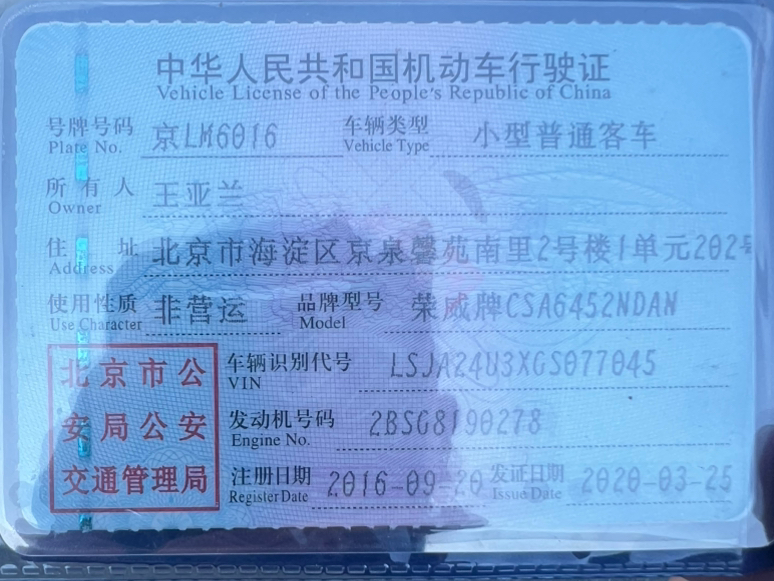 中华人民共和国机动车行驶证
Vehicle License of the People's Republic of China
号牌号码 京LM6016 车辆类型 小型普通客车
Plate No. Vehicle Type
所有人 王亚兰
Owner
住址 北京市海淀区京泉馨苑南里2号楼1单元202号
Address
使用性质 非营运 品牌型号 荣威牌CSA6452NDAN
Use Character Model
北京市公 车辆识别代号 LSJA24U3XGS077045
VIN
安局公安 发动机号码 2BSG8190278
Engine No.
交通管理局 注册日期 2016-09-20 发证日期 2020-03-25
Register Date Issue Date